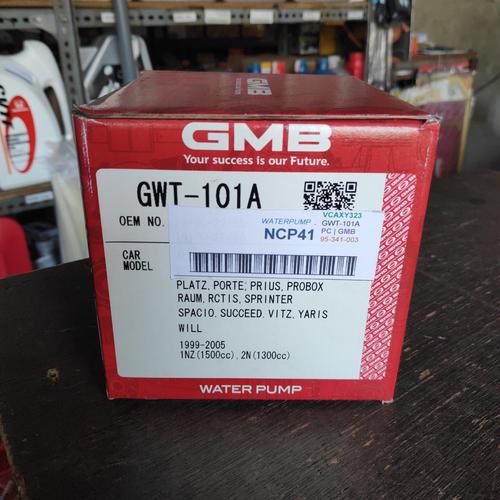 GMB
GMB
Your success is our Future.
GWT-101A
OEM NO.
WATERPUMP
NCP41
VCAXY323
GWT-101A
PC | GMB
95-341-003
CAR
MODEL
PLATZ, PORTE, PRIUS, PROBOX
RAUM, RCTIS, SPRINTER
SPACIO, SUCCEED, VITZ, YARIS
WILL
1999-2005
1NZ(1500cc), 2N(1300cc)
WATER PUMP